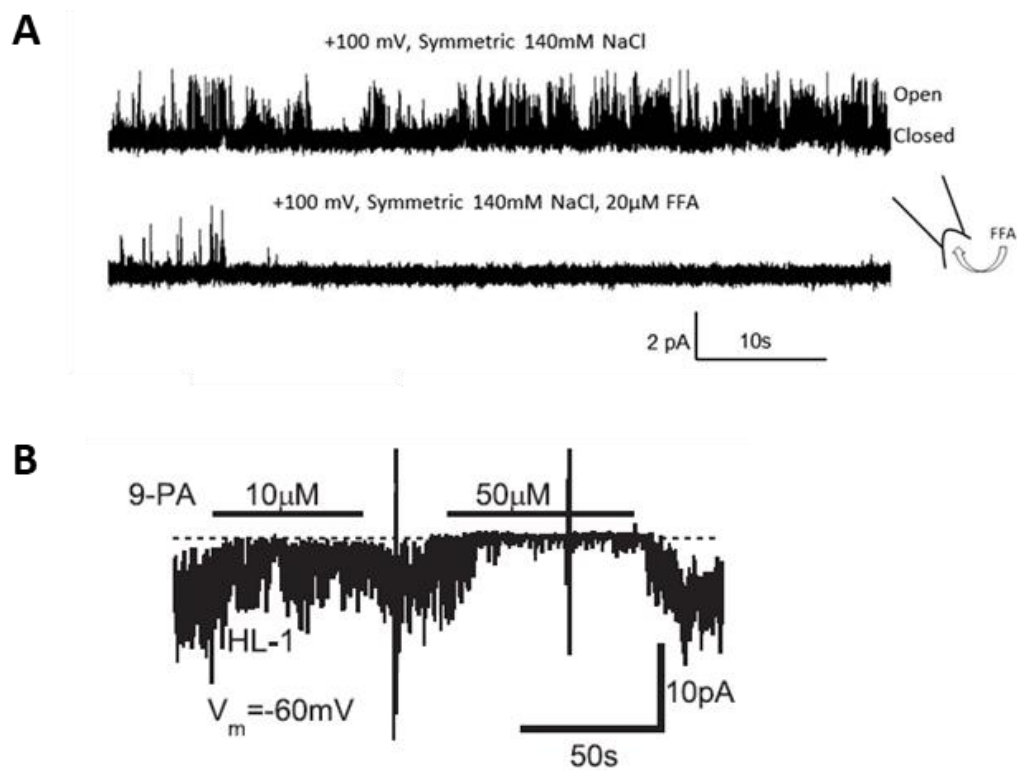 A
+100 mV, Symmetric 140mM NaCl
Open
Closed
+100 mV, Symmetric 140mM NaCl, 20µM FFA
FFA
2 pA
10s
B
9-PA
10µM
50µM
HL-1
Vm=-60mV
10pA
50s